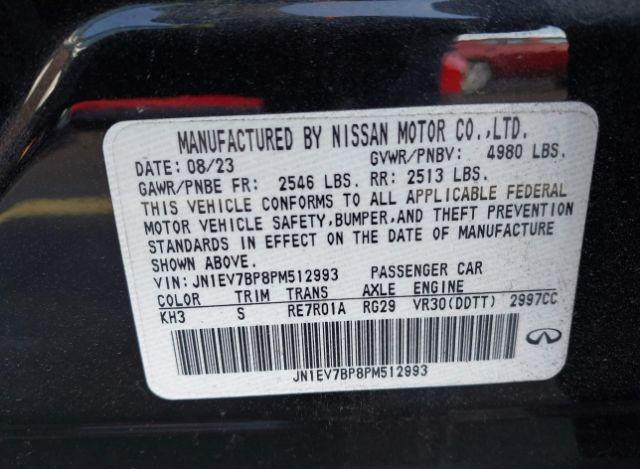 MANUFACTURED BY NISSAN MOTOR CO.,LTD.
DATE: 08/23 GVWR/PNBV: 4980 LBS.
GAWR/PNBE FR: 2546 LBS. RR: 2513 LBS.
THIS VEHICLE CONFORMS TO ALL APPLICABLE FEDERAL
MOTOR VEHICLE SAFETY,BUMPER,AND THEFT PREVENTION
STANDARDS IN EFFECT ON THE DATE OF MANUFACTURE
SHOWN ABOVE.
VIN: JN1EV7BP8PM512993 PASSENGER CAR
COLOR TRIM TRANS AXLE ENGINE
KH3 S RE7R01A RG29 VR30(DDTT) 2997CC
JN1EV7BP8PM512993